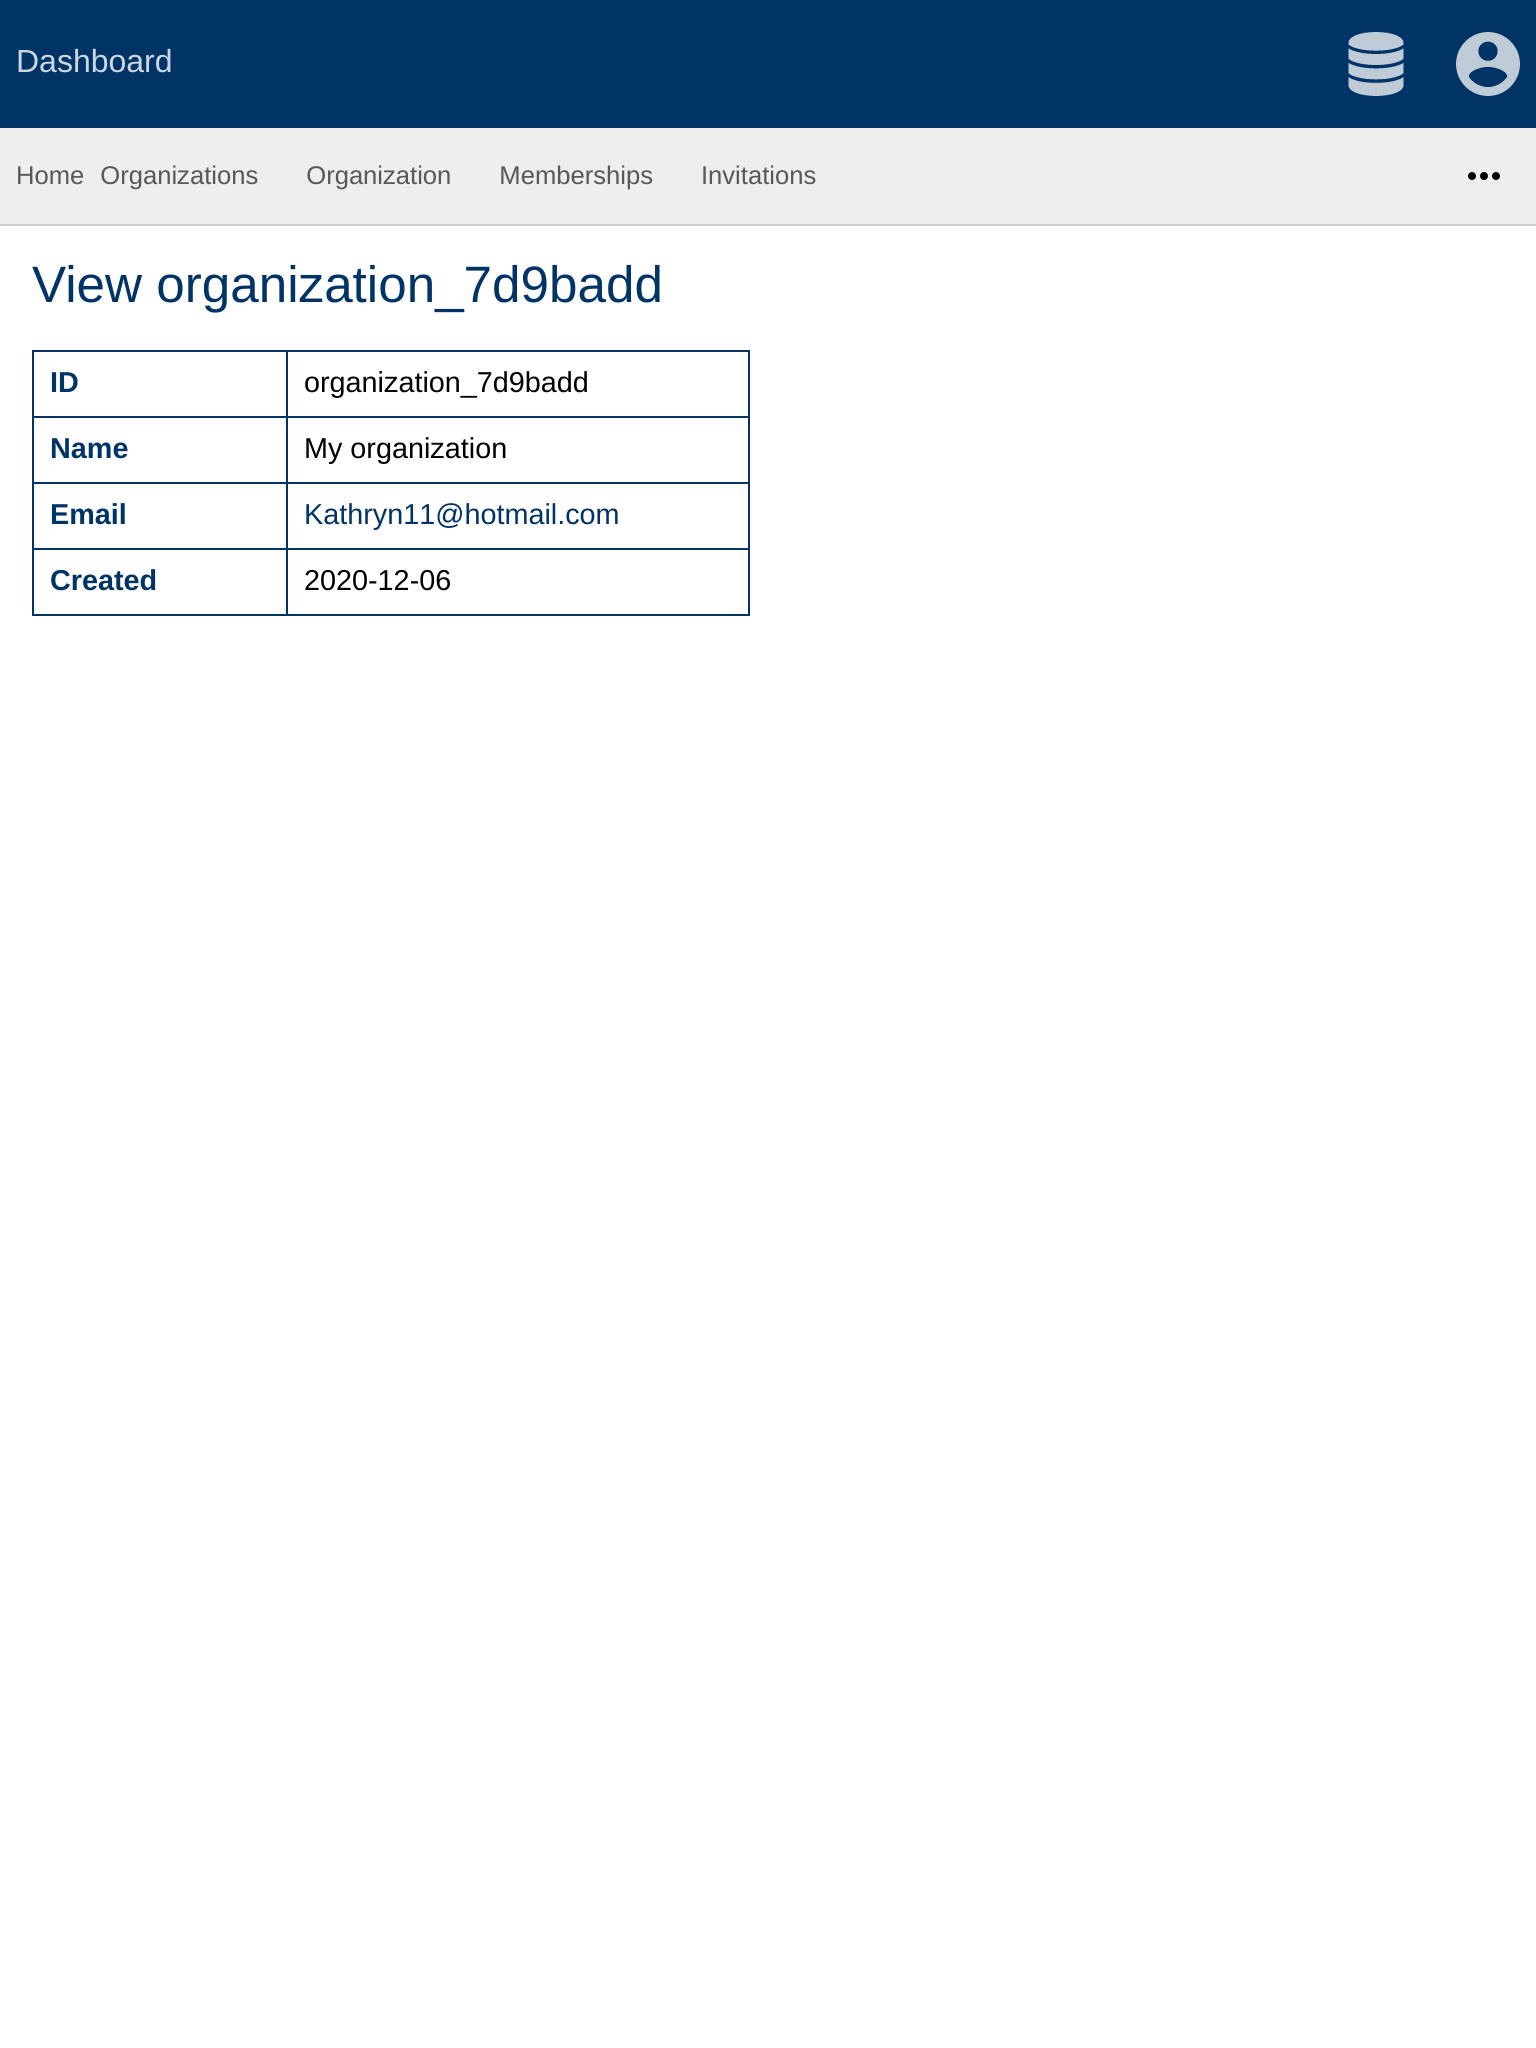 Dashboard
Home Organizations Organization Memberships Invitations
View organization_7d9badd
ID organization_7d9badd
Name My organization
Email Kathryn11@hotmail.com
Created 2020-12-06